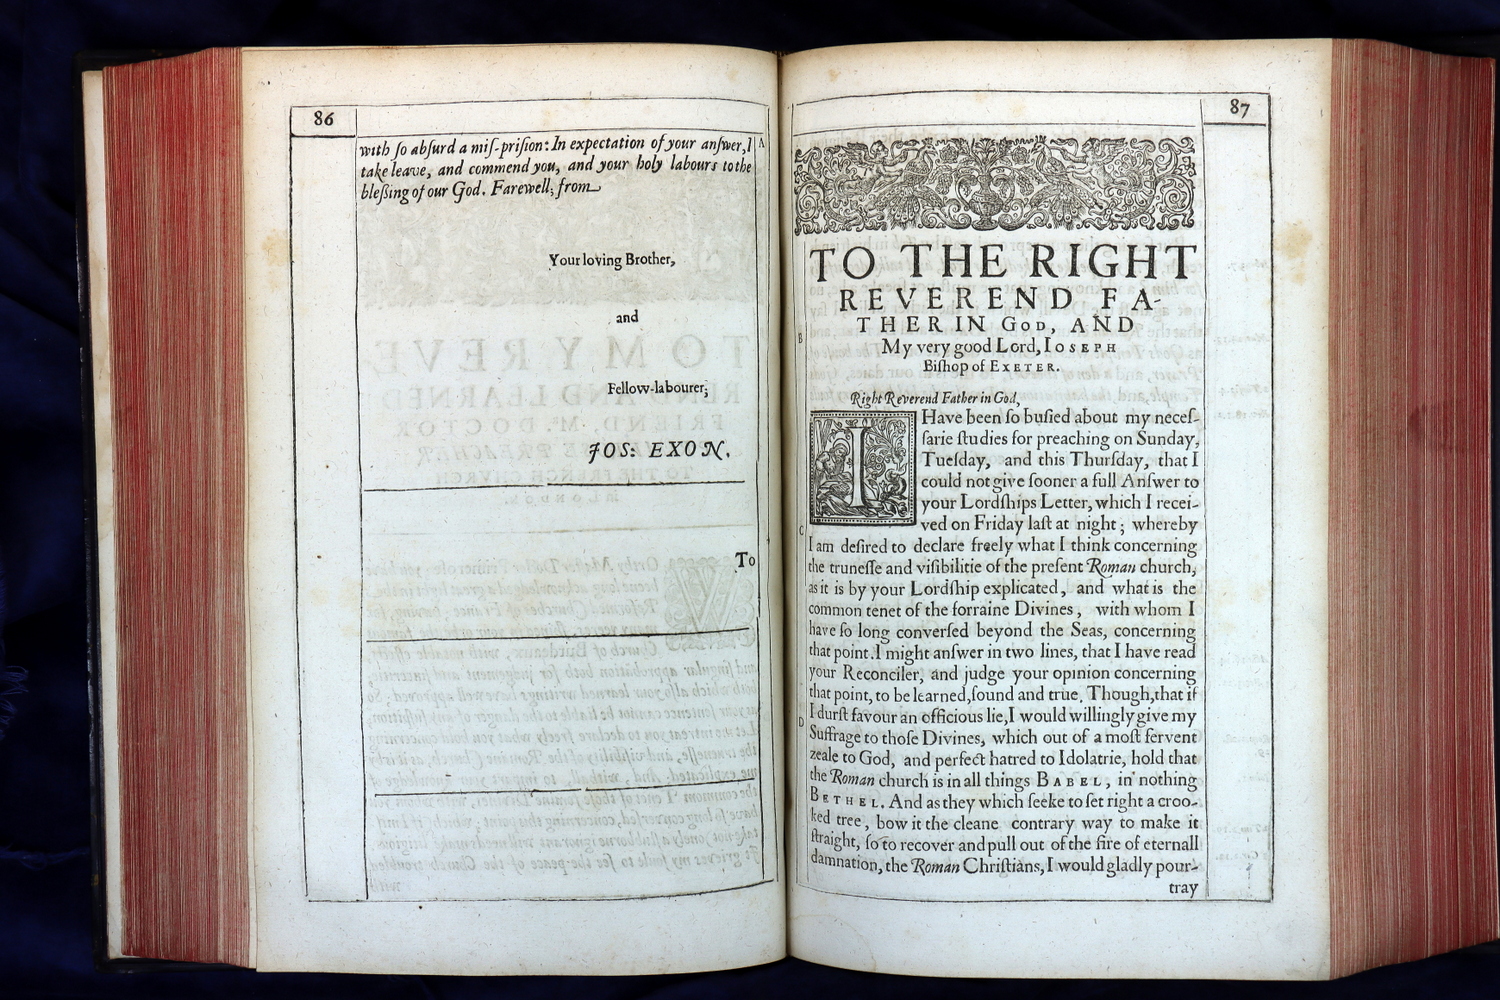 86
with ſo abſurd a miſ-priſion: In expectation of your anſwer, I
take leave, and commend you, and your holy labours to the
bleſſing of our God. Farewell, from
A
Your loving Brother,
and
Fellow-labourer;
JOS: EXON.
To
87
TO THE RIGHT
REVEREND FA-
THER IN GOD, AND
My very good Lord, IOSEPH
Biſhop of EXETER.
B
Right Reverend Father in God,
I Have been ſo buſied about my neceſ-
ſarie ſtudies for preaching on Sunday,
Tueſday, and this Thurſday, that I
could not give ſooner a full Anſwer to
your Lordſhips Letter, which I recei-
ved on Friday laſt at night; whereby
C
I am deſired to declare freely what I think concerning
the truneſſe and viſibilitie of the preſent Roman church,
as it is by your Lordſhip explicated, and what is the
common tenet of the forraine Divines, with whom I
have ſo long converſed beyond the Seas, concerning
that point. I might anſwer in two lines, that I have read
your Reconciler, and judge your opinion concerning
that point, to be learned, ſound and true. Though, that if
I durſt favour an officious lie, I would willingly give my
D
Suffrage to thoſe Divines, which out of a moſt fervent
zeale to God, and perfect hatred to Idolatrie, hold that
the Roman church is in all things BABEL, in nothing
BETHEL. And as they which ſeeke to ſet right a croo-
ked tree, bow it the cleane contrary way to make it
ſtraight, ſo to recover and pull out of the fire of eternall
damnation, the Roman Chriſtians, I would gladly pour-
tray